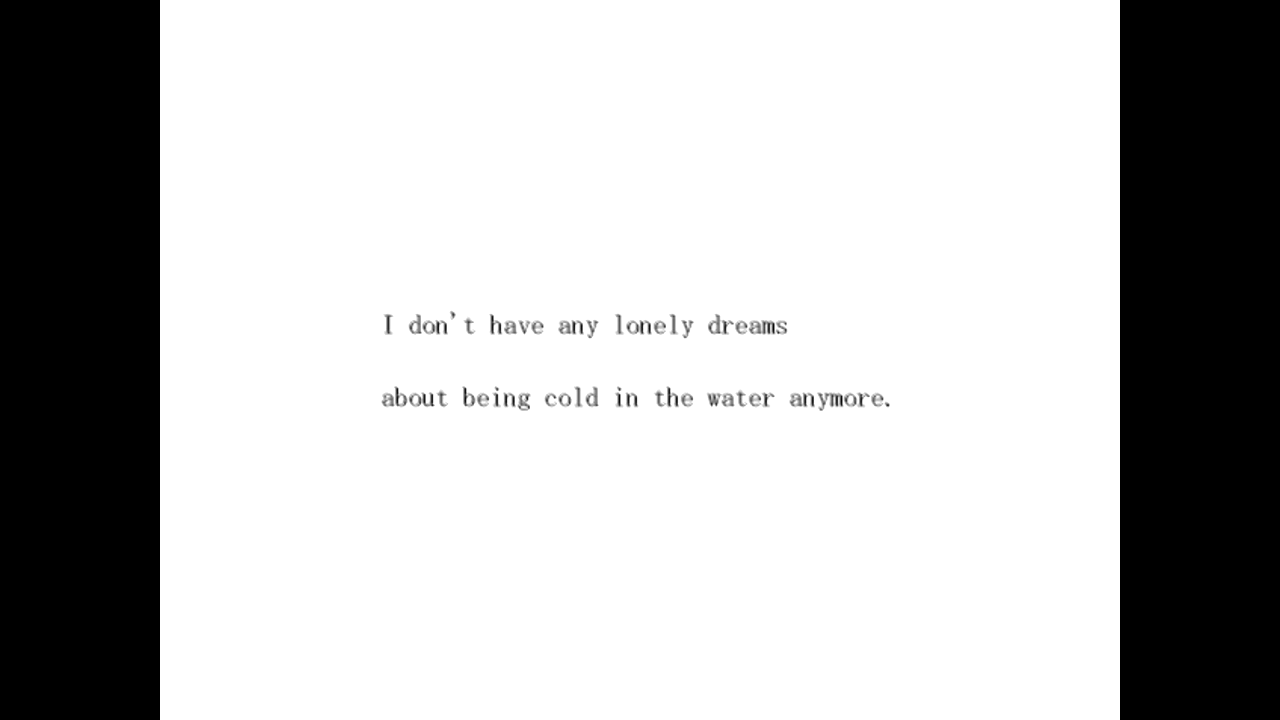 I don't have any lonely dreams
about being cold in the water anymore.